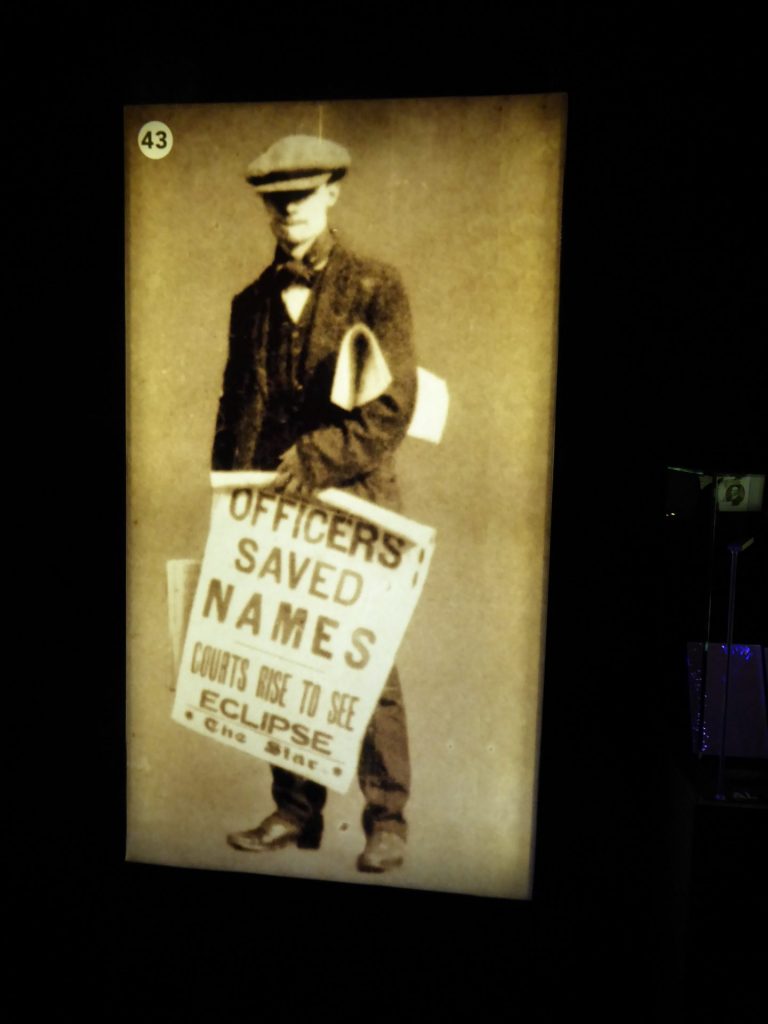 43
OFFICERS
SAVED
NAMES
COURTS RISE TO SEE
ECLIPSE
• The Star •